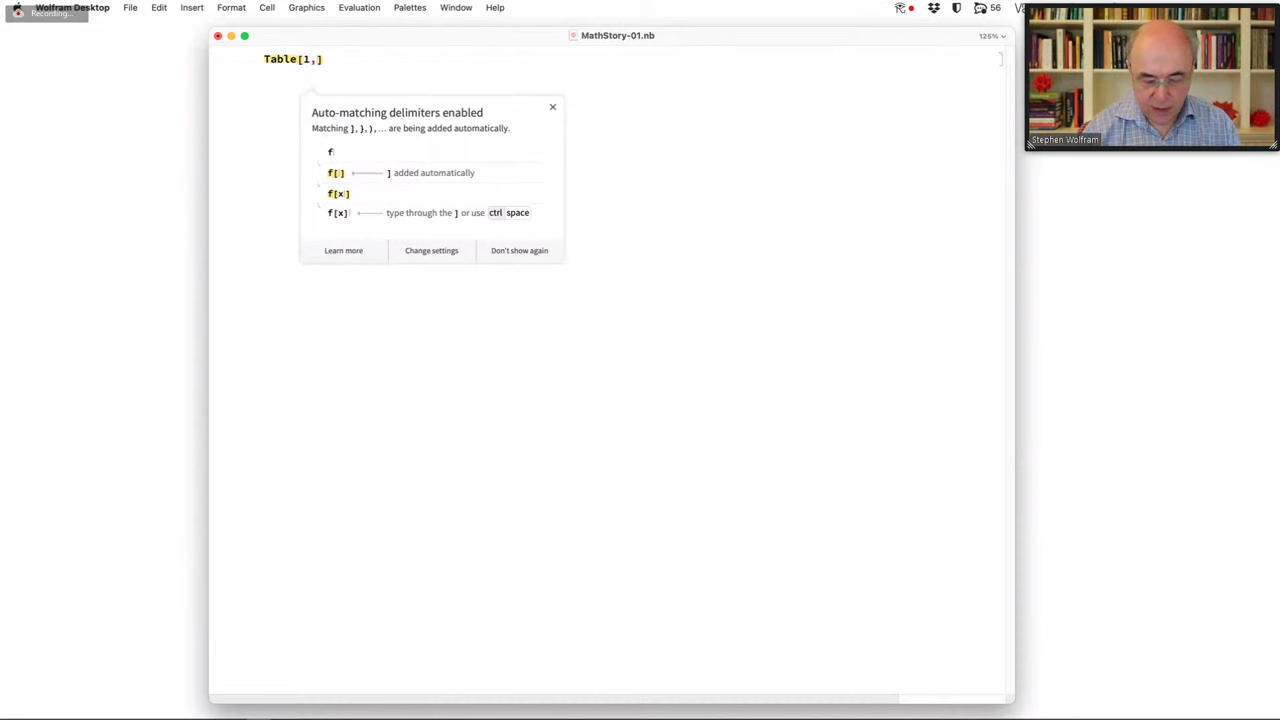 Wolfram Desktop File Edit Insert Format Cell Graphics Evaluation Palettes Window Help 56
Recording...
MathStory-01.nb
125%
Table[1,]
Auto-matching delimiters enabled
Matching ], }, ), ... are being added automatically.
f
f[] ] added automatically
f[x]
f[x] type through the ] or use ctrl space
Learn more Change settings Don't show again
Stephen Wolfram